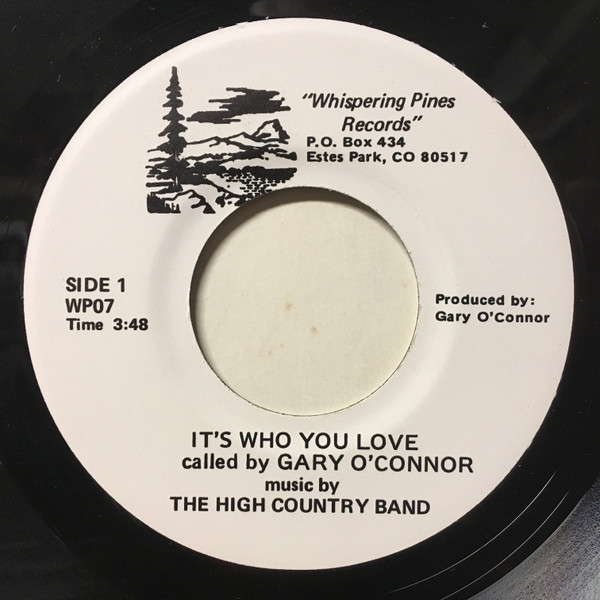 "Whispering Pines
Records"
P.O. Box 434
Estes Park, CO 80517
SIDE 1
WP07
Time 3:48
Produced by:
Gary O'Connor
IT'S WHO YOU LOVE
called by GARY O'CONNOR
music by
THE HIGH COUNTRY BAND